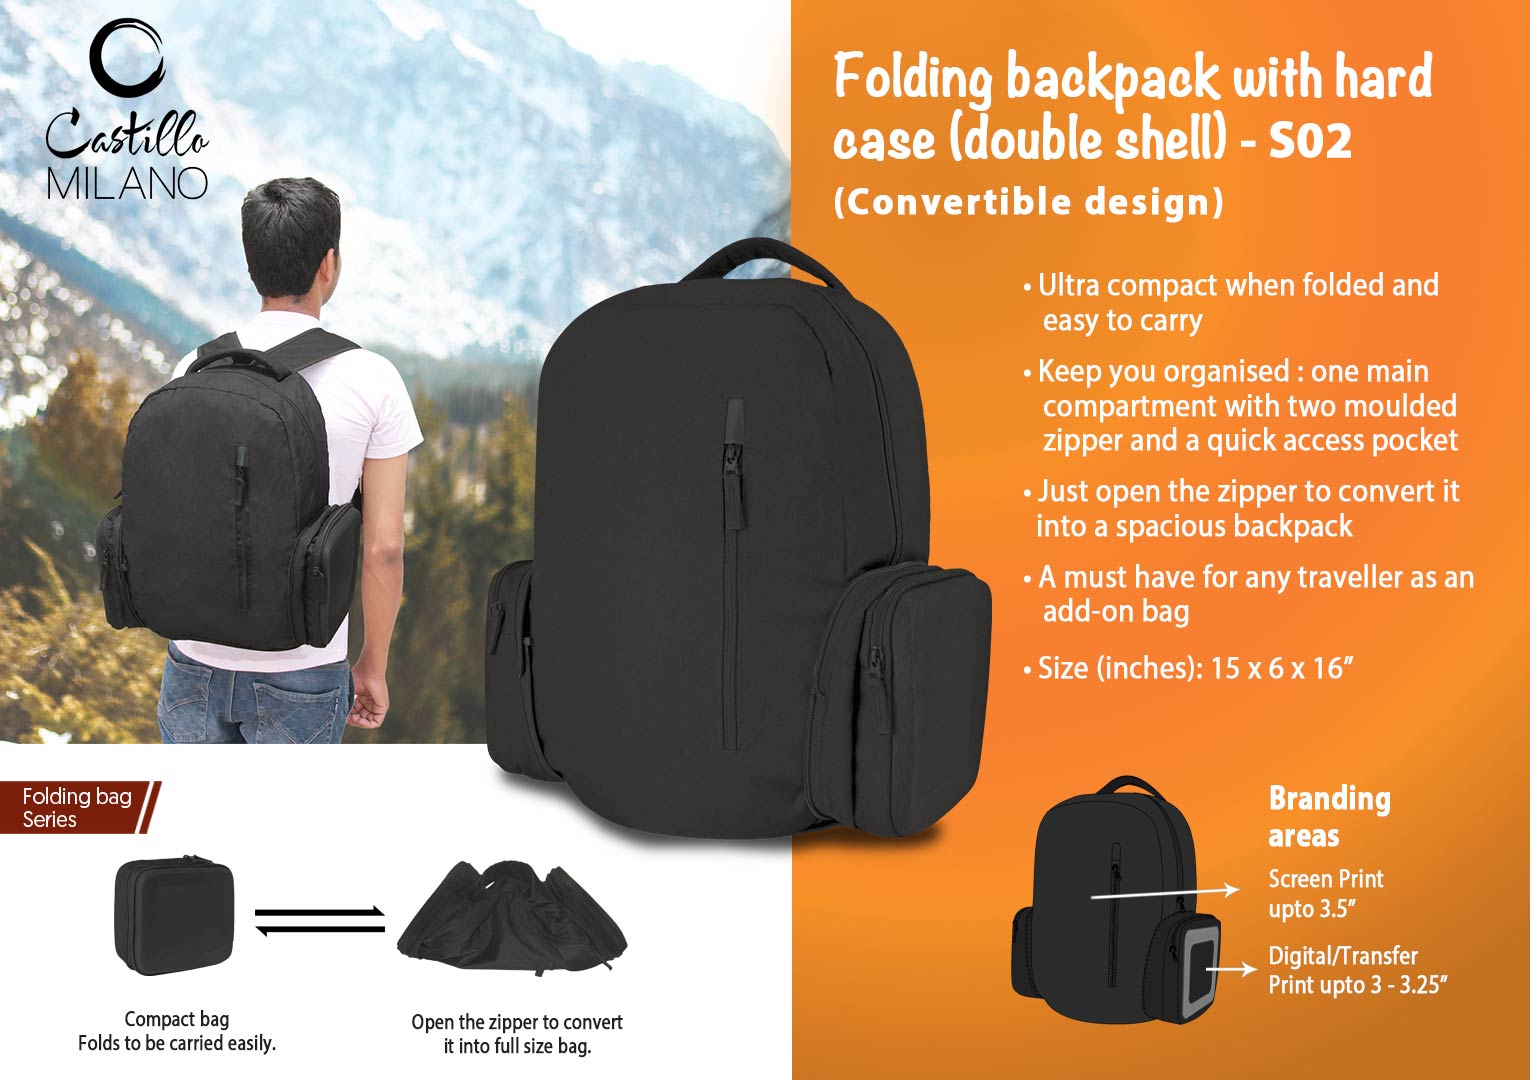 Castillo
MILANO
Folding backpack with hard
case (double shell) - S02
(Convertible design)
• Ultra compact when folded and
easy to carry
• Keep you organised : one main
compartment with two moulded
zipper and a quick access pocket
• Just open the zipper to convert it
into a spacious backpack
• A must have for any traveller as an
add-on bag
• Size (inches): 15 x 6 x 16”
Folding bag
Series
Compact bag
Folds to be carried easily.
Open the zipper to convert
it into full size bag.
Branding
areas
Screen Print
upto 3.5”
Digital/Transfer
Print upto 3 - 3.25”